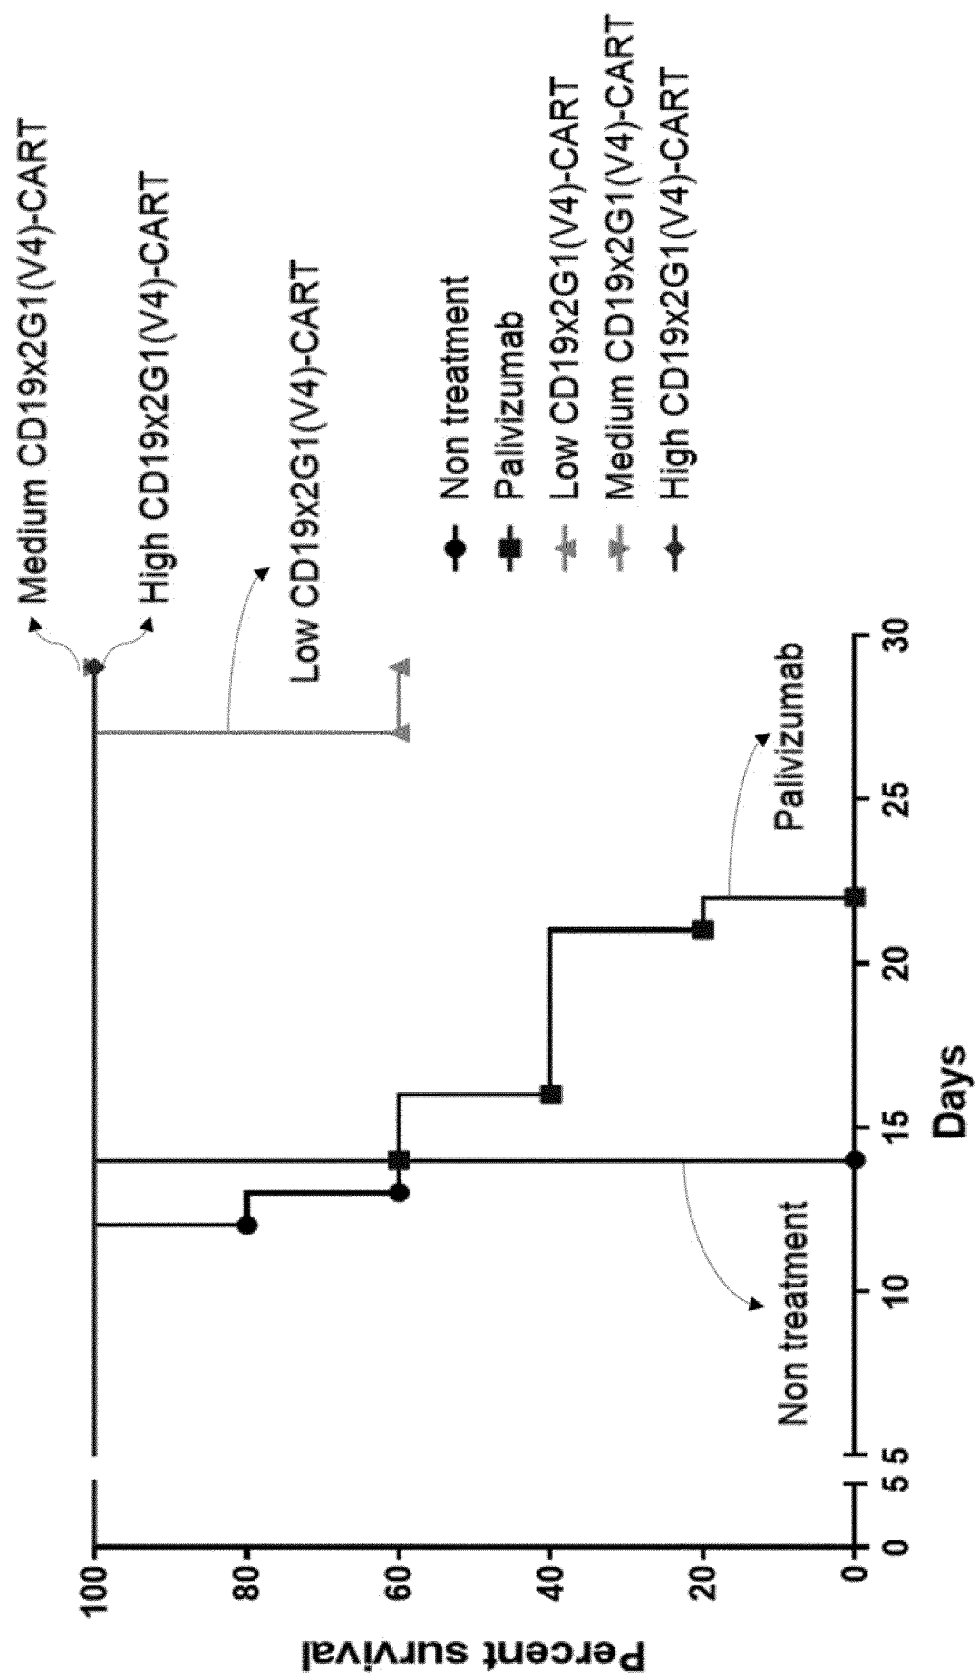 Medium CD19x2G1(V4)-CART
High CD19x2G1(V4)-CART
Low CD19x2G1(V4)-CART
Non treatment
Palivizumab
Low CD19x2G1(V4)-CART
Medium CD19x2G1(V4)-CART
High CD19x2G1(V4)-CART
Palivizumab
Non treatment
Percent survival
100
80
60
40
20
0
0 5 5 10 15 20 25 30
Days